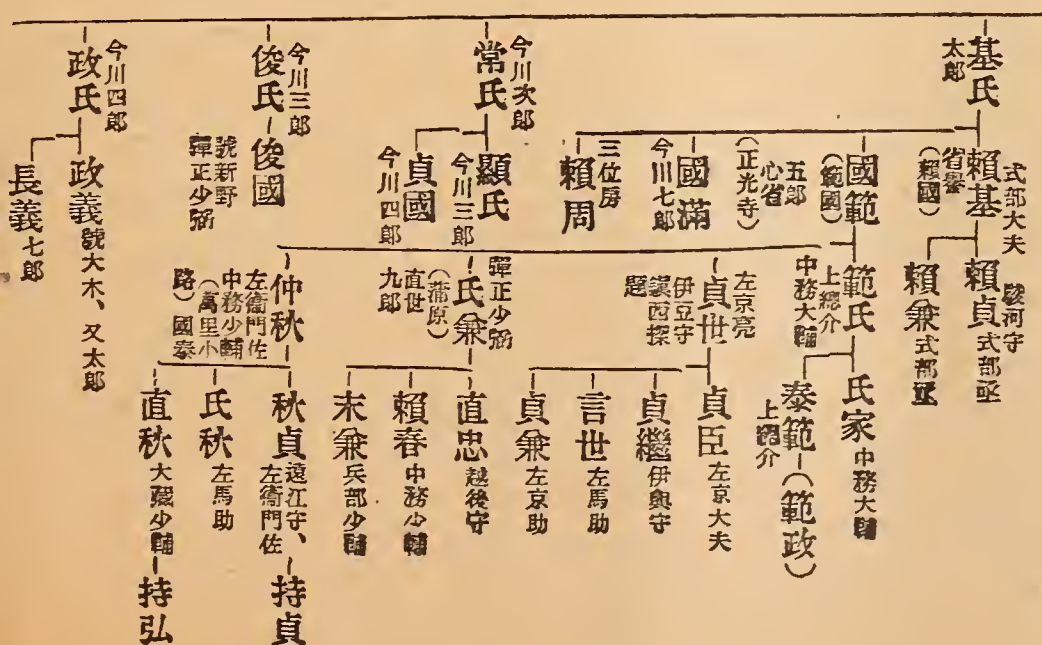 基氏
太郎
賴基
式部大夫
省譽
(賴國)
賴貞 式部丞
駿河守
賴兼 式部丞
國範
(範國)
五郎
心省
(正光寺)
範氏
上總介
中務大輔
氏家 中務大輔
泰範-(範政)
上總介
貞世
左京亮
伊豆守
題
貞臣 左京大夫
貞繼 伊與守
言世 左馬助
貞兼 左京助
氏兼
彈正少弼
(蒲原)
直世
九郎
直忠 越後守
賴春 中務少輔
末兼 兵部少輔
仲秋
左衞門佐
中務少輔
(萬里小
路)國泰
秋貞 遠江守、
左衞門佐
持貞
氏秋 左馬助
直秋 大藏少輔
持弘
國滿
今川七郎
賴周
三位房
常氏
今川次郎
顯氏
今川三郎
貞國
今川四郎
俊氏
今川三郎
俊國
號新野
彈正少弼
政氏
今川四郎
政義 號大木、又太郎
長義 七郎